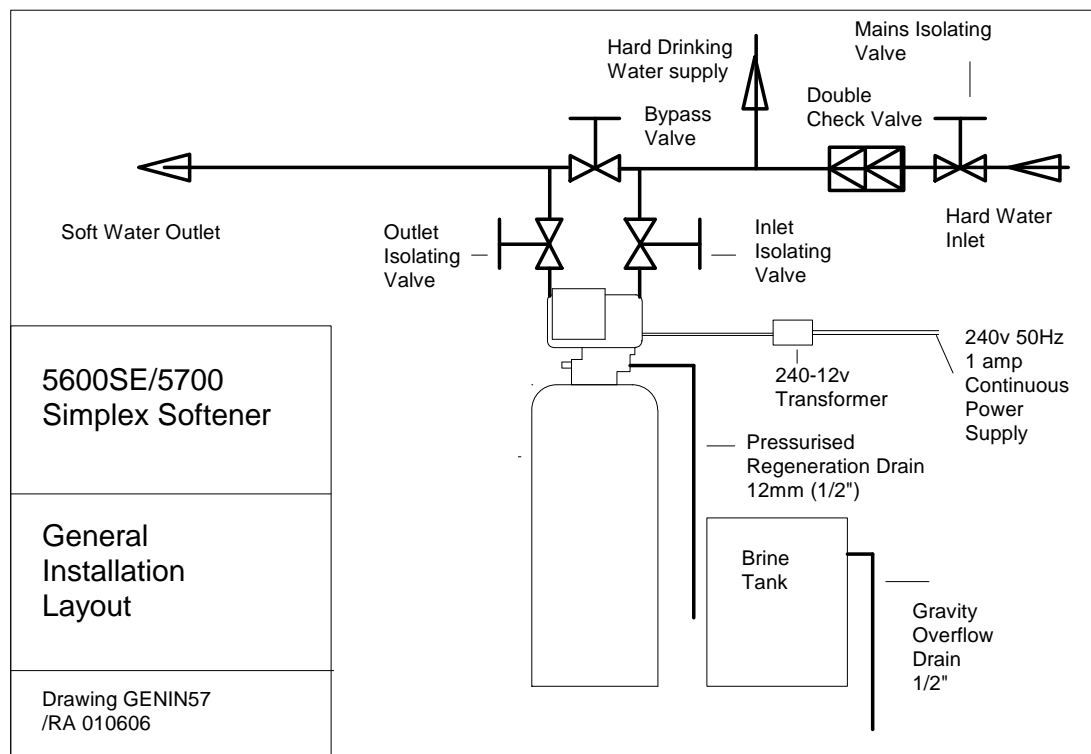 Mains Isolating
Valve
Hard Drinking
Water supply
Double
Check Valve
Bypass
Valve
Soft Water Outlet
Outlet
Isolating
Valve
Inlet
Isolating
Valve
Hard Water
Inlet
5600SE/5700
Simplex Softener
240-12v
Transformer
240v 50Hz
1 amp
Continuous
Power
Supply
Pressurised
Regeneration Drain
12mm (1/2")
General
Installation
Layout
Brine
Tank
Gravity
Overflow
Drain
1/2"
Drawing GENIN57
/RA 010606